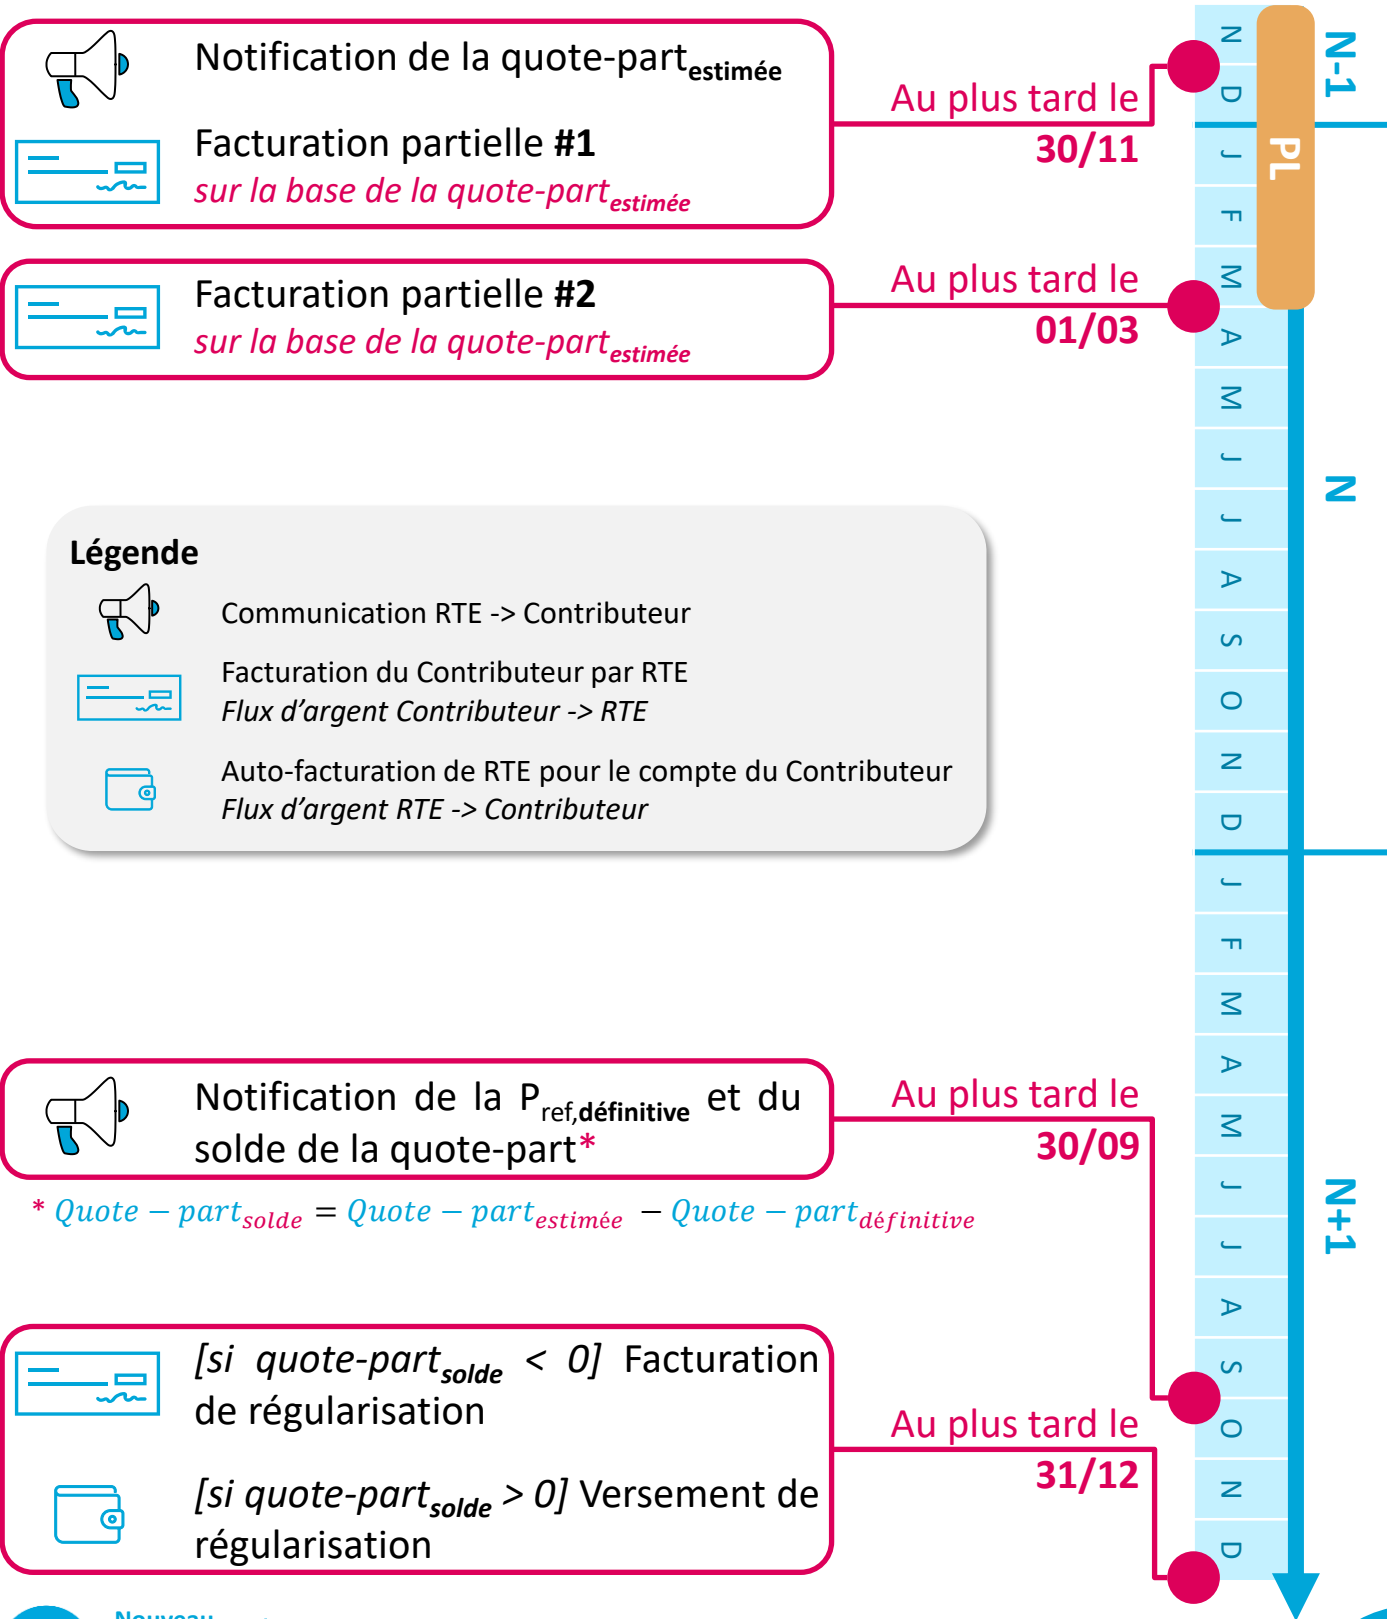 Notification de la quote-part estimée
Au plus tard le
30/11
Facturation partielle #1
sur la base de la quote-part estimée
Facturation partielle #2
sur la base de la quote-part estimée
Au plus tard le
01/03
Légende
Communication RTE -> Contributeur
Facturation du Contributeur par RTE
Flux d'argent Contributeur -> RTE
Auto-facturation de RTE pour le compte du Contributeur
Flux d'argent RTE -> Contributeur
Notification de la P ref,définitive et du
solde de la quote-part*
Au plus tard le
30/09
* Quote − part solde = Quote − part estimée − Quote − part définitive
[si quote-part solde < 0] Facturation
de régularisation
[si quote-part solde > 0] Versement de
régularisation
Au plus tard le
31/12
N
D
J
F
M
A
M
J
J
A
S
O
N
D
J
F
M
A
M
J
J
A
S
O
N
D
PL
N-1
N
N+1
Nouveau